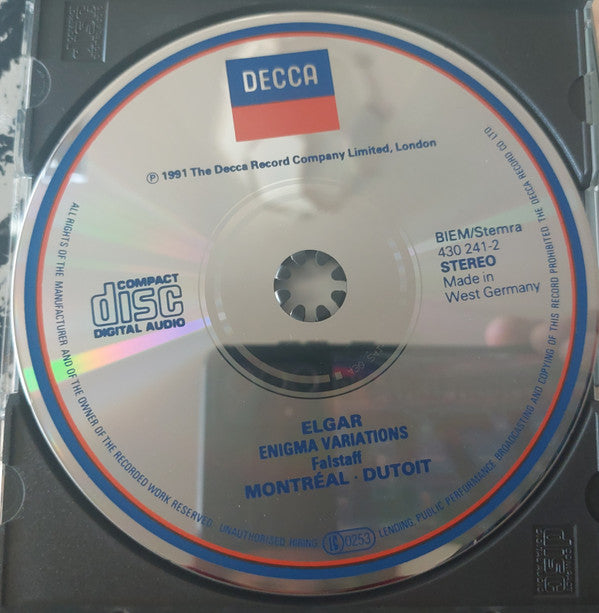 DECCA
℗ 1991 The Decca Record Company Limited, London
BIEM/Stemra
430 241-2
STEREO
Made in
West Germany
COMPACT
disc
DIGITAL AUDIO
ELGAR
ENIGMA VARIATIONS
Falstaff
MONTRÉAL · DUTOIT
ALL RIGHTS OF THE MANUFACTURER AND OF THE OWNER OF THE RECORDED WORK RESERVED. UNAUTHORISED HIRING, LENDING, PUBLIC PERFORMANCE, BROADCASTING AND COPYING OF THIS RECORD PROHIBITED. THE DECCA RECORD CO. LTD.
0253